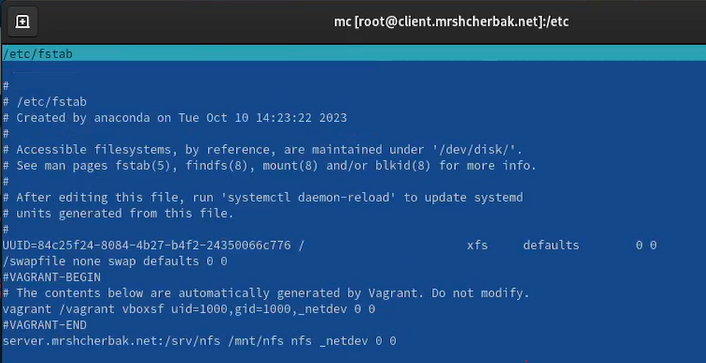 mc [root@client.mrshcherbak.net]:/etc
/etc/fstab
#
# /etc/fstab
# Created by anaconda on Tue Oct 10 14:23:22 2023
#
# Accessible filesystems, by reference, are maintained under '/dev/disk/'.
# See man pages fstab(5), findfs(8), mount(8) and/or blkid(8) for more info.
#
# After editing this file, run 'systemctl daemon-reload' to update systemd
# units generated from this file.
#
UUID=84c25f24-8084-4b27-b4f2-24350066c776 / xfs defaults 0 0
/swapfile none swap defaults 0 0
#VAGRANT-BEGIN
# The contents below are automatically generated by Vagrant. Do not modify.
vagrant /vagrant vboxsf uid=1000,gid=1000,_netdev 0 0
#VAGRANT-END
server.mrshcherbak.net:/srv/nfs /mnt/nfs nfs _netdev 0 0